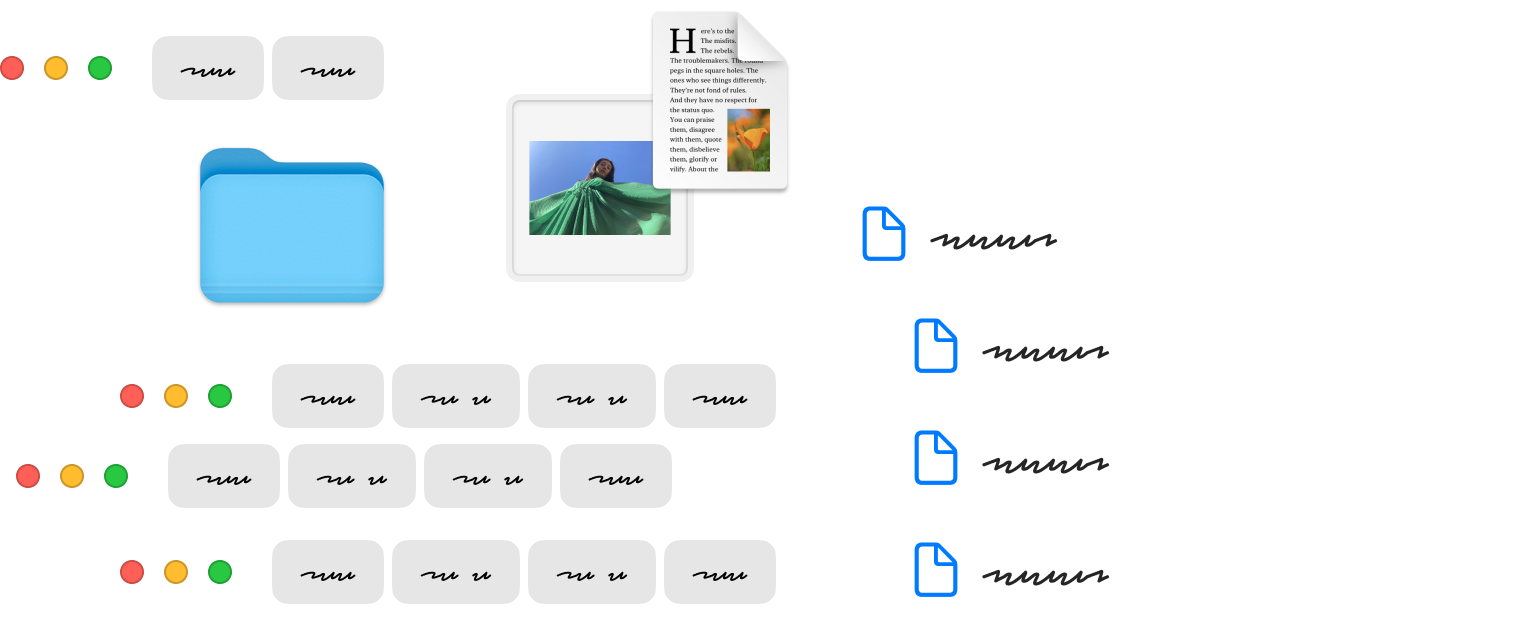 Here's to the
The misfits.
The rebels.
The troublemakers. The round
pegs in the square holes. The
ones who see things differently.
They're not fond of rules.
And they have no respect for
the status quo.
You can praise
them, disagree
with them, quote
them, disbelieve
them, glorify or
vilify. About the